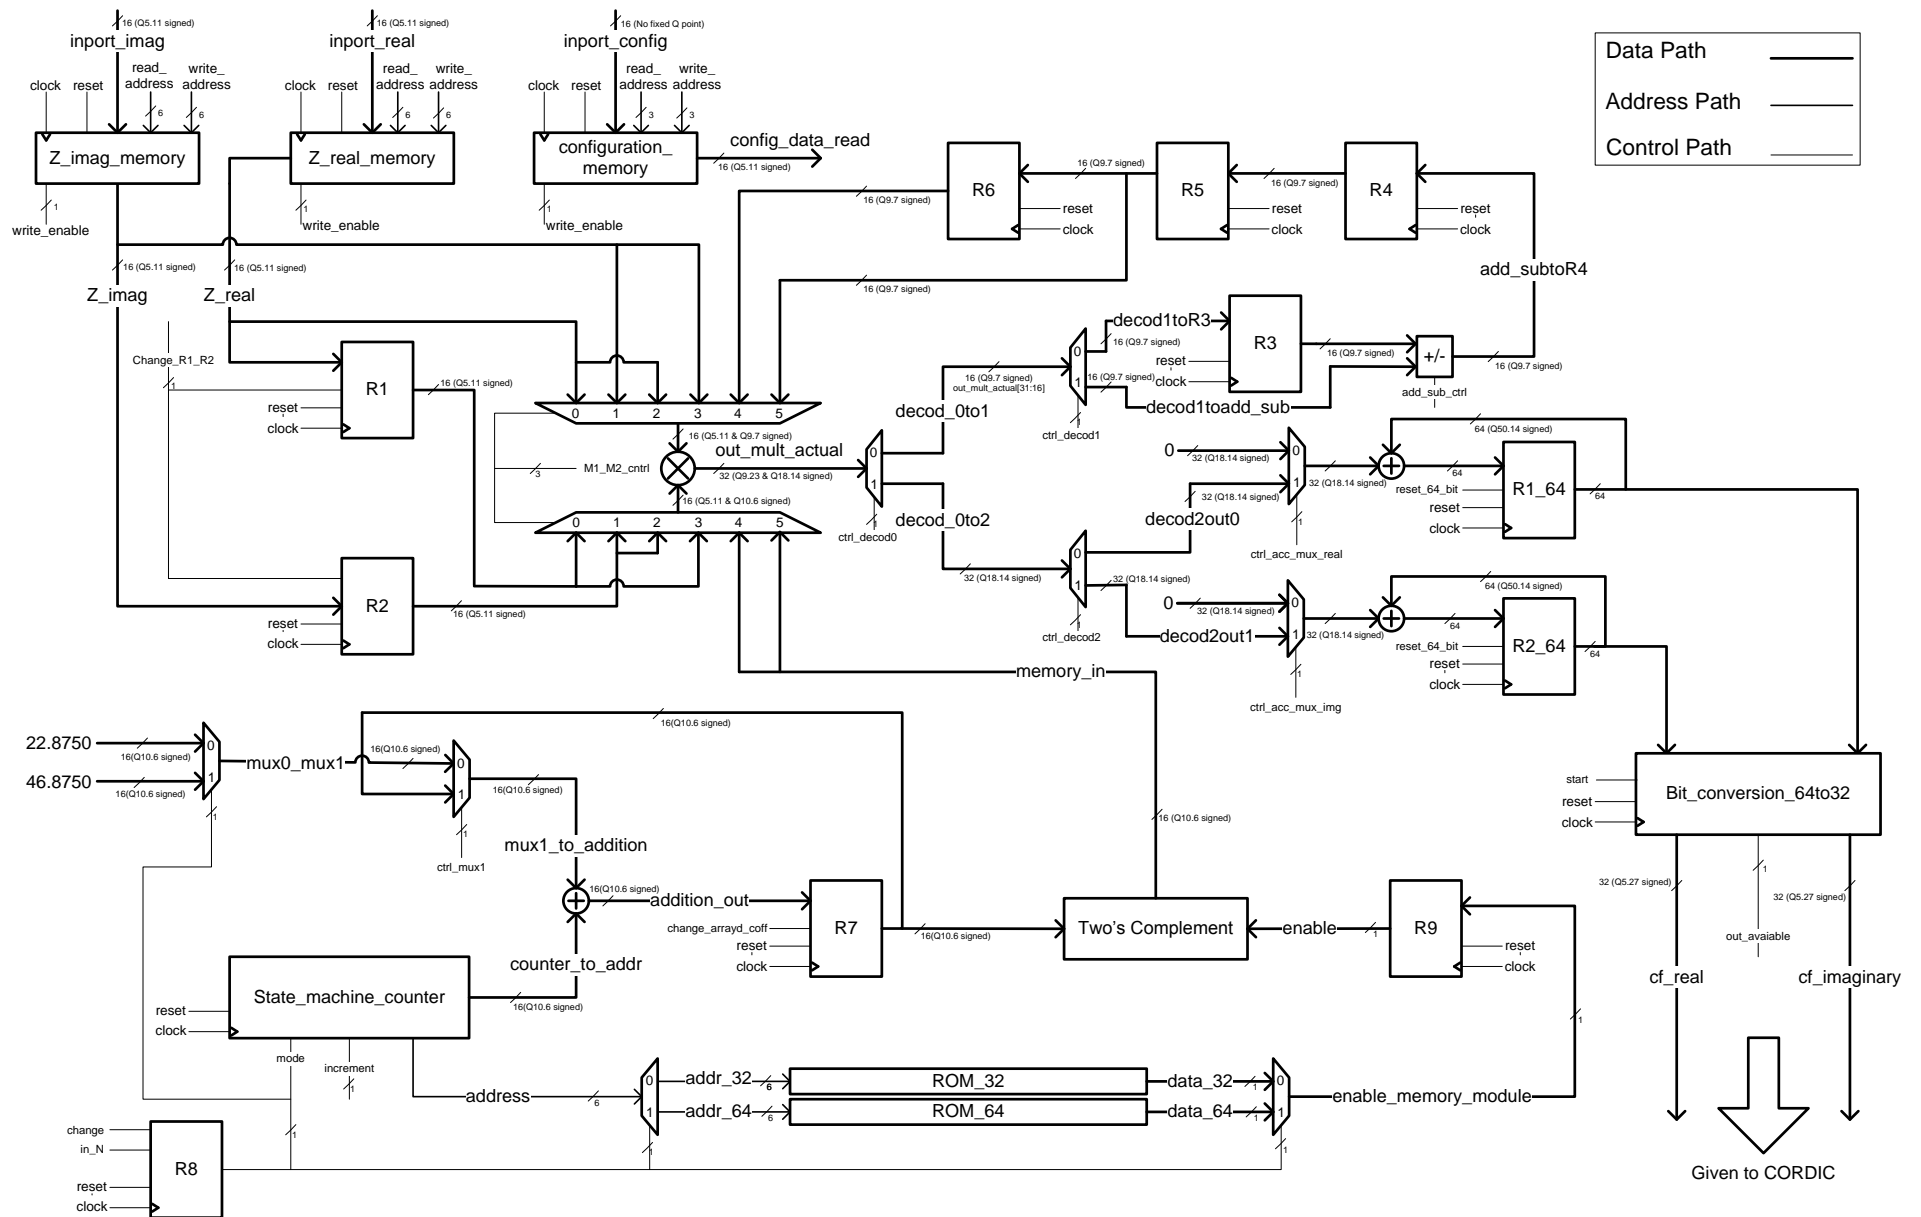 16 (Q5.11 signed)
inport_imag
clock
reset
read_
address
write_
address
6
6
Z_imag_memory
1
write_enable
16 (Q5.11 signed)
inport_real
clock
reset
read_
address
write_
address
6
6
Z_real_memory
1
write_enable
16 (No fixed Q point)
inport_config
clock
reset
read_
address
write_
address
3
3
configuration_
memory
1
write_enable
config_data_read
16 (Q5.11 signed)
Data Path
Address Path
Control Path
16 (Q9.7 signed)
R6
reset
clock
16 (Q9.7 signed)
R5
reset
clock
16 (Q9.7 signed)
R4
reset
clock
16 (Q9.7 signed)
add_subtoR4
16 (Q5.11 signed)
Z_imag
16 (Q5.11 signed)
Z_real
Change_R1_R2
1
R1
reset
clock
16 (Q5.11 signed)
R2
reset
clock
16 (Q5.11 signed)
0 1 2 3 4 5
16 (Q5.11 & Q9.7 signed)
M1_M2_cntrl
3
out_mult_actual
32 (Q9.23 & Q18.14 signed)
16 (Q5.11 & Q10.6 signed)
0 1 2 3 4 5
0
1
1
ctrl_decod0
decod_0to1
16 (Q9.7 signed)
out_mult_actual[31:16]
decod_0to2
32 (Q18.14 signed)
0
1
1
ctrl_decod1
decod1toR3
16 (Q9.7 signed)
16 (Q9.7 signed)
decod1toadd_sub
R3
reset
clock
16 (Q9.7 signed)
+/-
add_sub_ctrl
16 (Q9.7 signed)
0
1
1
ctrl_decod2
32 (Q18.14 signed)
decod2out0
32 (Q18.14 signed)
decod2out1
0
32 (Q18.14 signed)
0
1
1
ctrl_acc_mux_real
32 (Q18.14 signed)
64 (Q50.14 signed)
64
R1_64
reset_64_bit
reset
clock
64
0
32 (Q18.14 signed)
0
1
1
ctrl_acc_mux_img
32 (Q18.14 signed)
64 (Q50.14 signed)
64
R2_64
reset_64_bit
reset
clock
64
memory_in
16 (Q10.6 signed)
22.8750
16(Q10.6 signed)
46.8750
16(Q10.6 signed)
0
1
1
mux0_mux1
16(Q10.6 signed)
16(Q10.6 signed)
0
1
1
ctrl_mux1
16(Q10.6 signed)
mux1_to_addition
16(Q10.6 signed)
addition_out
counter_to_addr
16(Q10.6 signed)
R7
change_arrayd_coff
reset
clock
16(Q10.6 signed)
Two's Complement
enable
1
R9
reset
clock
1
State_machine_counter
reset
clock
mode
increment
1
address
6
0
1
1
addr_32
6
ROM_32
data_32
1
addr_64
6
ROM_64
data_64
1
0
1
1
enable_memory_module
change
in_N
reset
clock
R8
1
start
reset
clock
Bit_conversion_64to32
32 (Q5.27 signed)
1
32 (Q5.27 signed)
out_avaiable
cf_real
cf_imaginary
Given to CORDIC